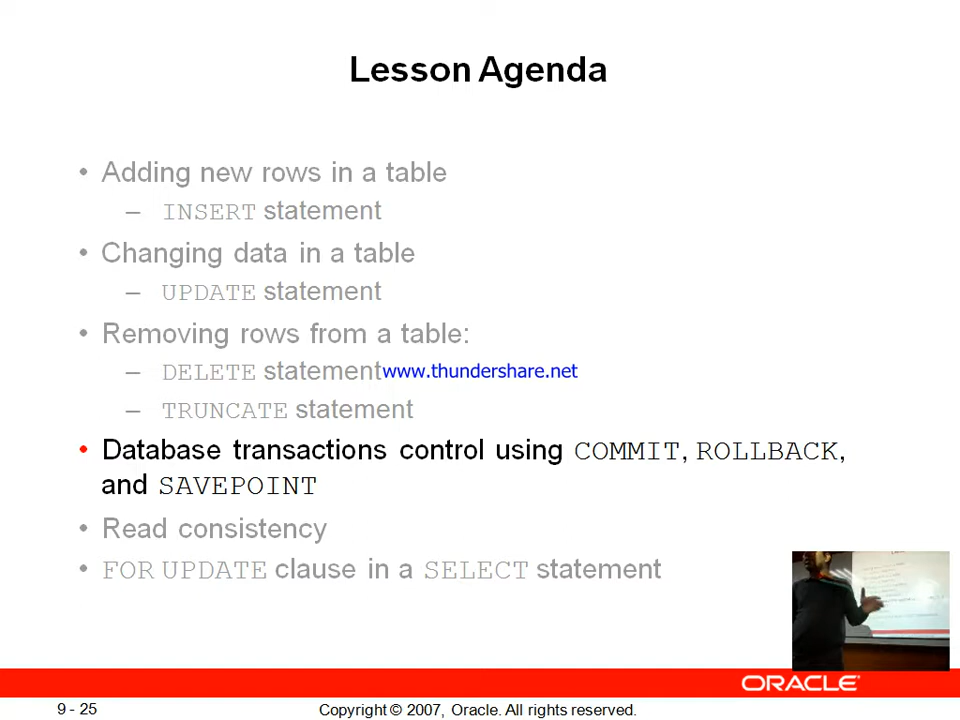 Lesson Agenda
• Adding new rows in a table
– INSERT statement
• Changing data in a table
– UPDATE statement
• Removing rows from a table:
– DELETE statement www.thundershare.net
– TRUNCATE statement
• Database transactions control using COMMIT, ROLLBACK,
and SAVEPOINT
• Read consistency
• FOR UPDATE clause in a SELECT statement
ORACLE
9 - 25
Copyright © 2007, Oracle. All rights reserved.